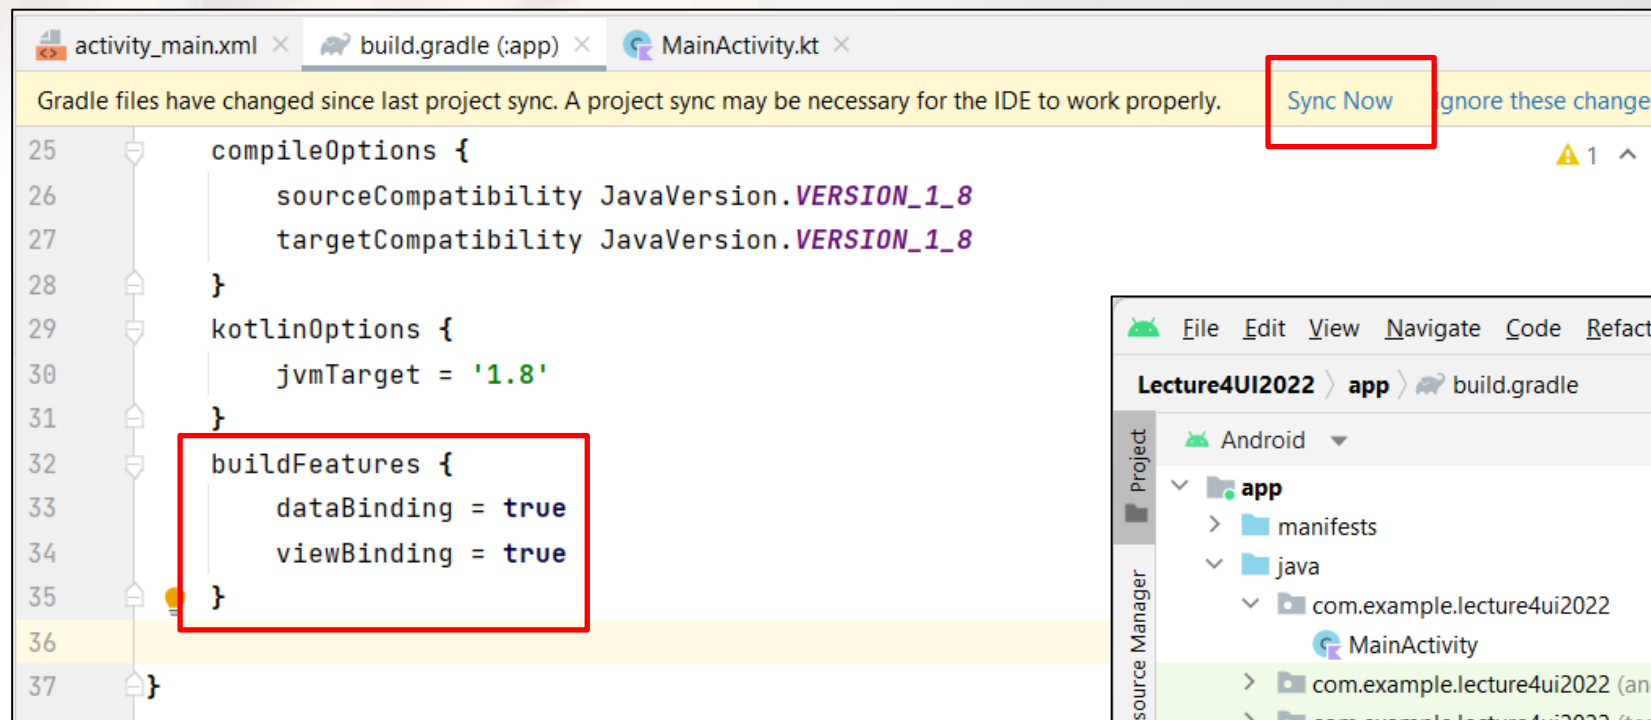 activity_main.xml build.gradle (:app) MainActivity.kt
Gradle files have changed since last project sync. A project sync may be necessary for the IDE to work properly. Sync Now Ignore these change
25 compileOptions {
1
26 sourceCompatibility JavaVersion.VERSION_1_8
27 targetCompatibility JavaVersion.VERSION_1_8
28 }
29 kotlinOptions {
30 jvmTarget = '1.8'
31 }
32 buildFeatures {
33 dataBinding = true
34 viewBinding = true
35 }
36
37 }
File Edit View Navigate Code Refact
Lecture4UI2022 app build.gradle
Project
Android
app
manifests
java
com.example.lecture4ui2022
MainActivity
com.example.lecture4ui2022 (an
source Manager